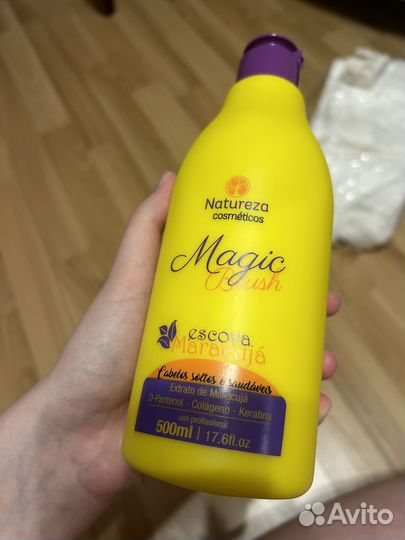 Natureza
cosméticos
Magic
Brush
escova
Maracujá
Cabelos soltos e saudáveis
Extrato de Maracujá
D-Pantenol - Colágeno - Keratina
uso profissional
500ml | 17.6fl.oz
Avito